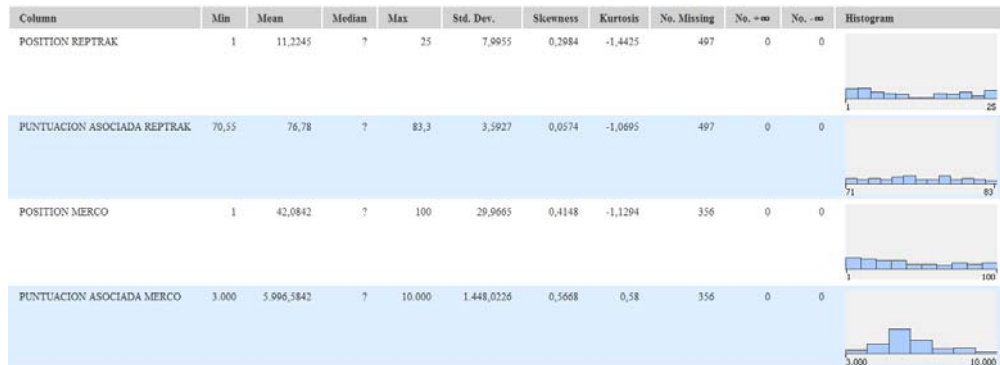 Column Min Mean Median Max Std. Dev. Skewness Kurtosis No. Missing No. +∞ No. -∞ Histogram
POSITION REPTRAK 1 11,2245 ? 25 7,9955 0,2984 -1,4425 497 0 0
1 25
PUNTUACION ASOCIADA REPTRAK 70,55 76,78 ? 83,3 3,5927 0,0574 -1,0695 497 0 0
71 83
POSITION MERCO 1 42,0842 ? 100 29,9665 0,4148 -1,1294 356 0 0
1 100
PUNTUACION ASOCIADA MERCO 3.000 5.996,5842 ? 10.000 1.448,0226 0,5668 0,58 356 0 0
3.000 10.000